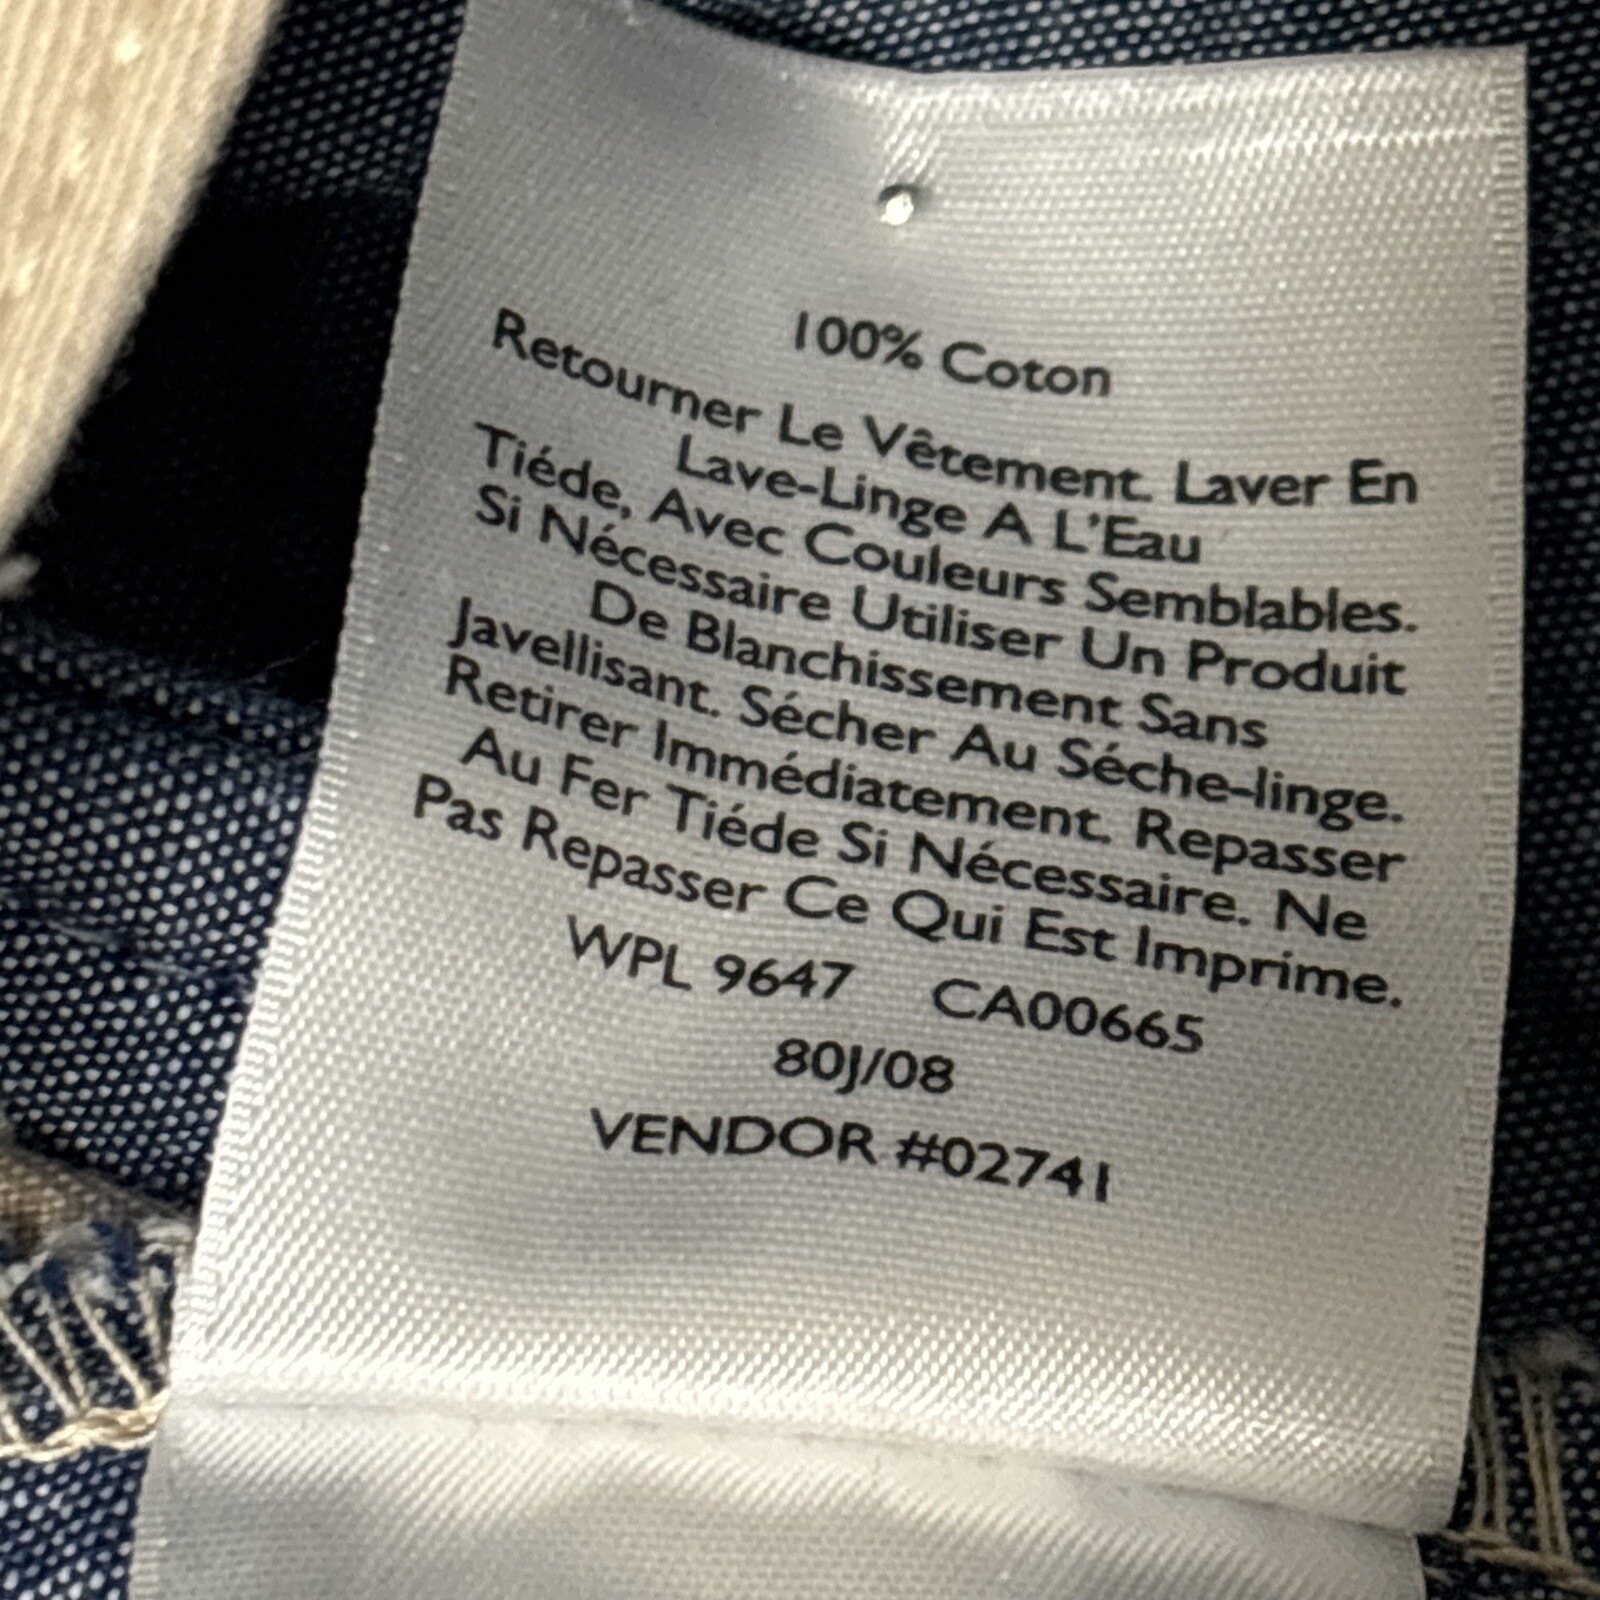 100% Coton
Retourner Le Vêtement. Laver En
Lave-Linge A L'Eau
Tiéde, Avec Couleurs Semblables.
Si Nécessaire Utiliser Un Produit
De Blanchissement Sans
Javellisant. Sécher Au Séche-linge.
Retirer Immédiatement. Repasser
Au Fer Tiéde Si Nécessaire. Ne
Pas Repasser Ce Qui Est Imprime.
WPL 9647 CA00665
80J/08
VENDOR #02741